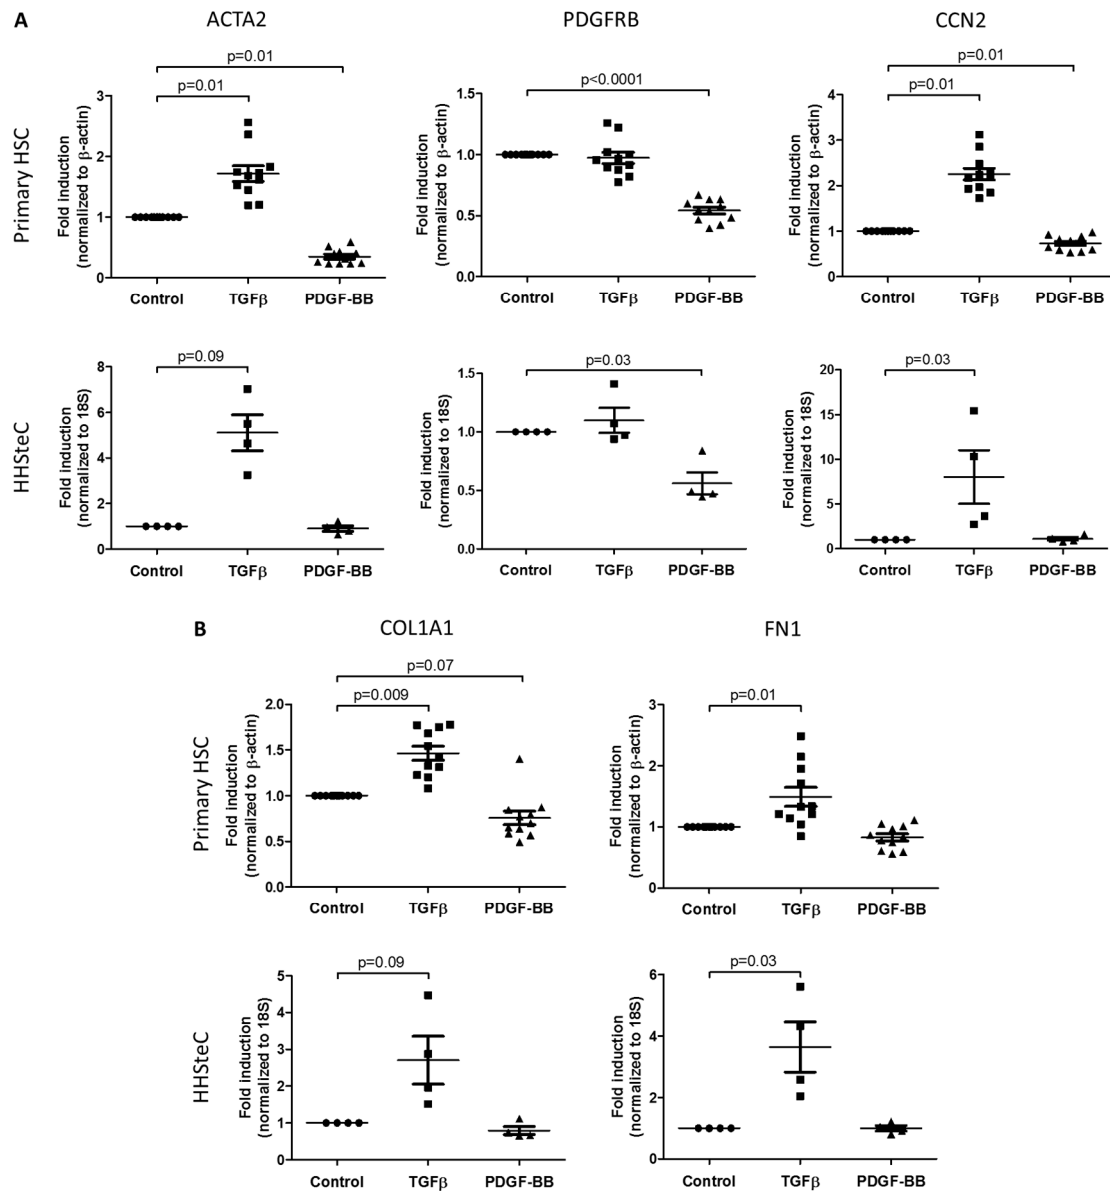 A
ACTA2
PDGFRB
CCN2
Primary HSC
Fold induction
(normalized to β-actin)
p=0.01
p=0.01
3
2
1
0
Control TGFβ PDGF-BB
Fold induction
(normalized to β-actin)
p<0.0001
1.5
1.0
0.5
0.0
Control TGFβ PDGF-BB
Fold induction
(normalized to β-actin)
p=0.01
p=0.01
4
3
2
1
0
Control TGFβ PDGF-BB
HHSteC
Fold induction
(normalized to 18S)
p=0.09
8
6
4
2
0
Control TGFβ PDGF-BB
Fold induction
(normalized to 18S)
p=0.03
1.5
1.0
0.5
0.0
Control TGFβ PDGF-BB
Fold induction
(normalized to 18S)
p=0.03
20
15
10
5
0
Control TGFβ PDGF-BB
B
COL1A1
FN1
Primary HSC
Fold induction
(normalized to β-actin)
p=0.07
p=0.009
2.0
1.5
1.0
0.5
0.0
Control TGFβ PDGF-BB
Fold induction
(normalized to β-actin)
p=0.01
3
2
1
0
Control TGFβ PDGF-BB
HHSteC
Fold induction
(normalized to 18S)
p=0.09
5
4
3
2
1
0
Control TGFβ PDGF-BB
Fold induction
(normalized to 18S)
p=0.03
6
4
2
0
Control TGFβ PDGF-BB